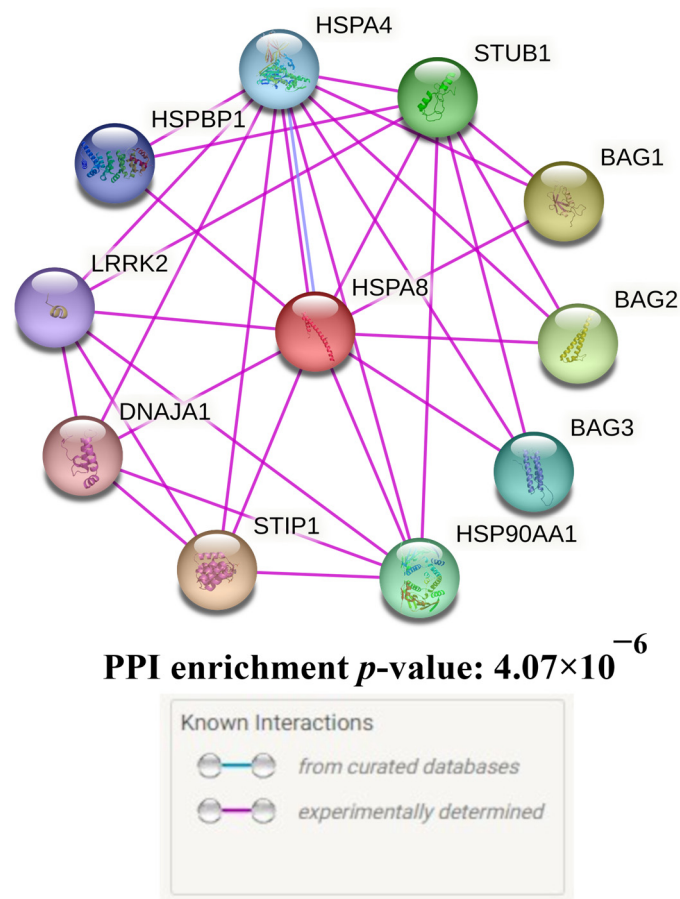 HSPA4
STUB1
HSPBP1
BAG1
LRRK2
HSPA8
BAG2
DNAJA1
BAG3
STIP1
HSP90AA1
PPI enrichment p-value: 4.07×10⁻⁶
Known Interactions
from curated databases
experimentally determined